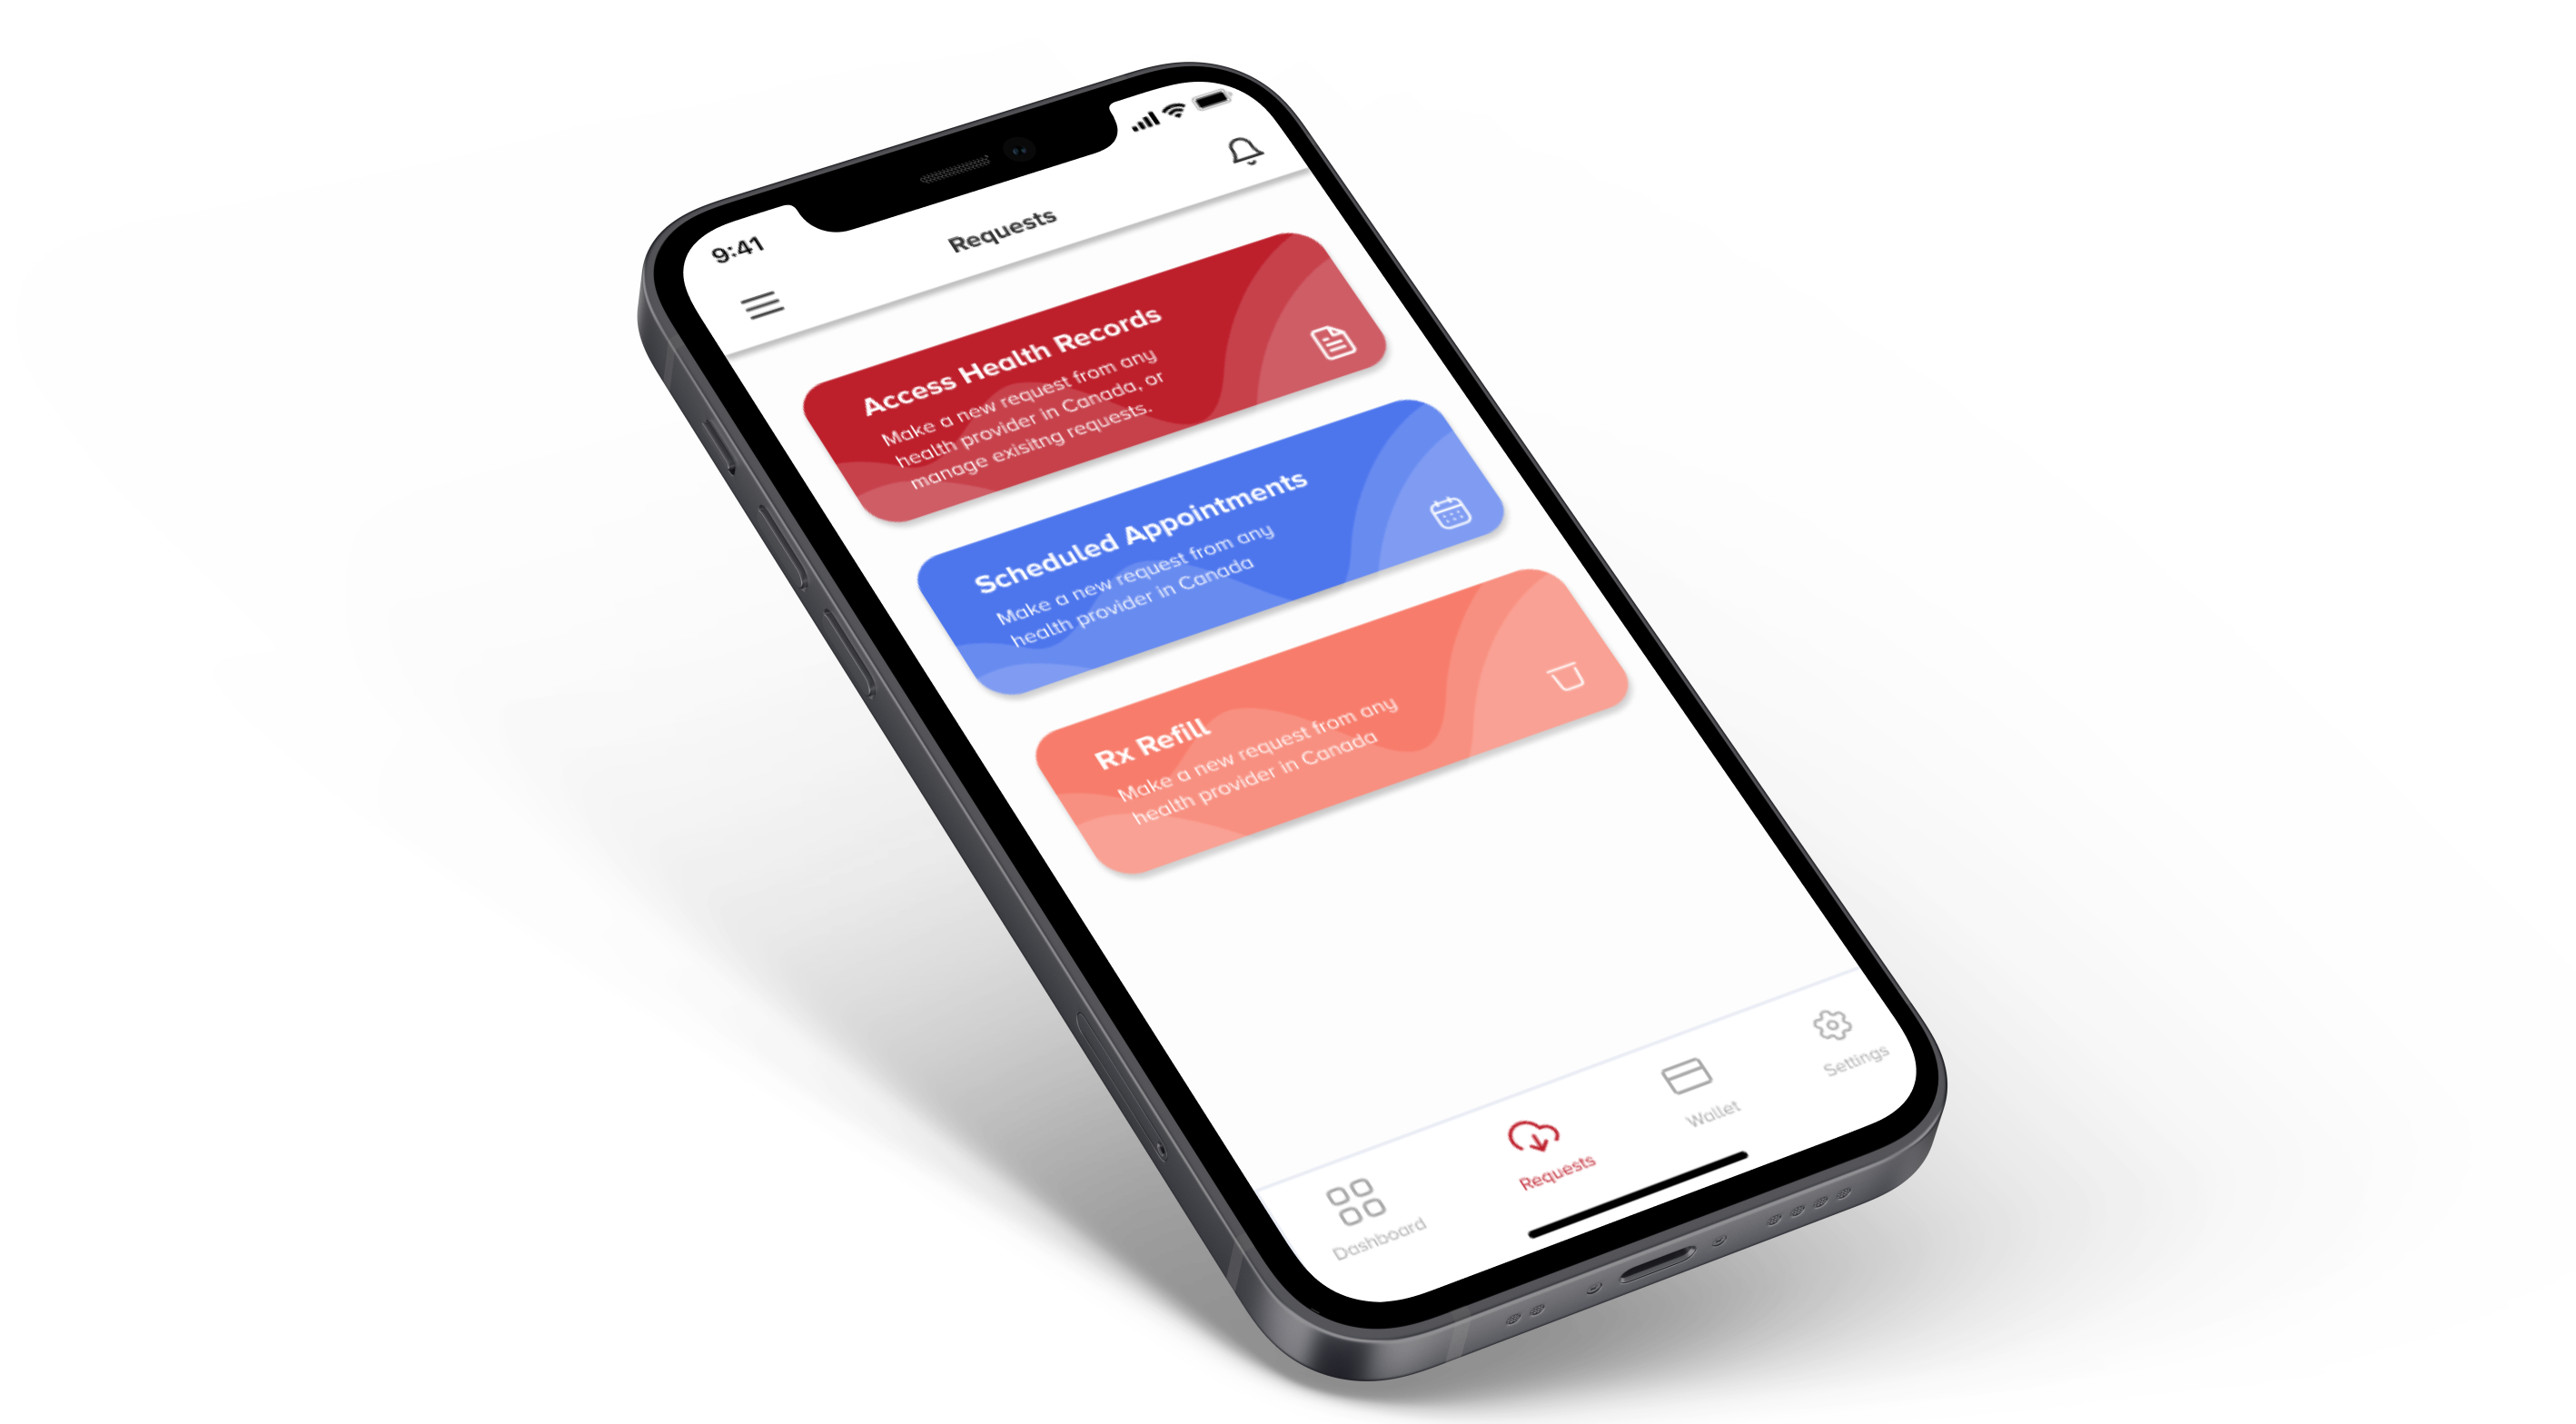 9:41
Requests
Access Health Records
Make a new request from any
health provider in Canada, or
manage exisitng requests.
Scheduled Appointments
Make a new request from any
health provider in Canada
Rx Refill
Make a new request from any
health provider in Canada
Dashboard
Requests
Wallet
Settings